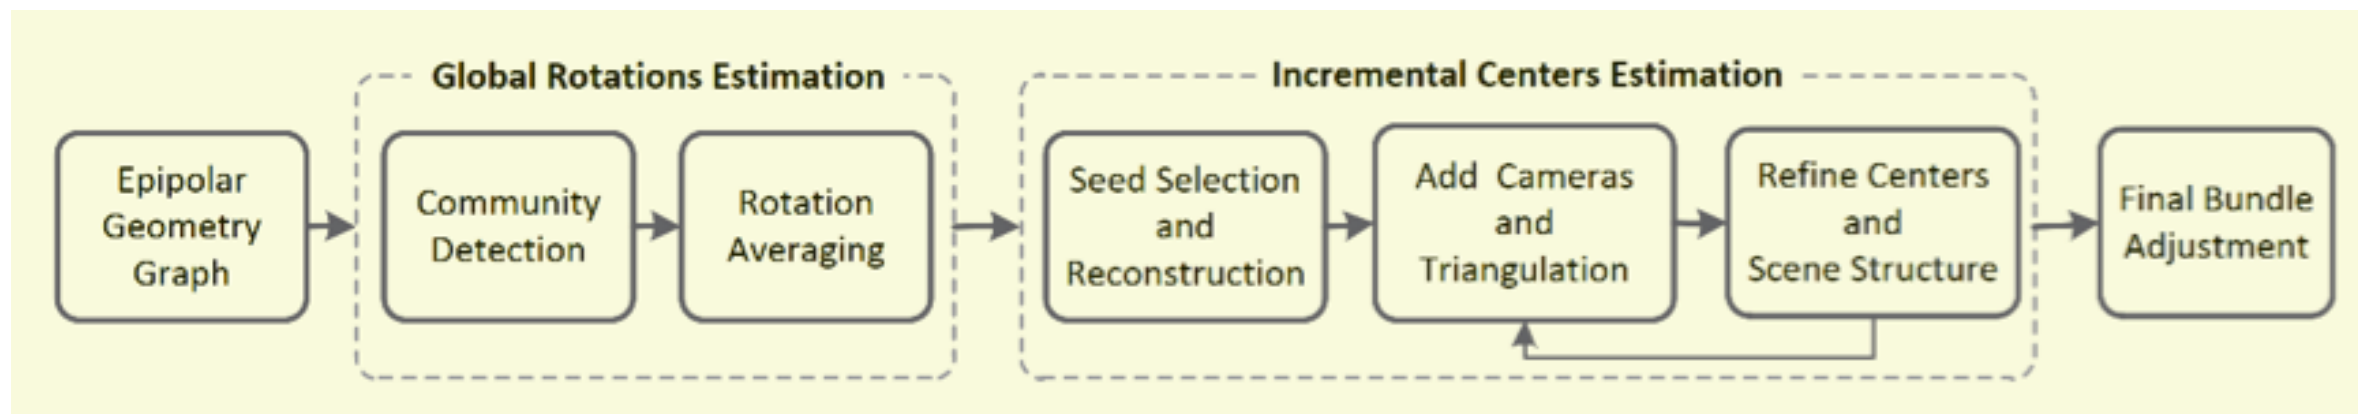 Global Rotations Estimation
Incremental Centers Estimation
Epipolar
Geometry
Graph
Community
Detection
Rotation
Averaging
Seed Selection
and
Reconstruction
Add Cameras
and
Triangulation
Refine Centers
and
Scene Structure
Final Bundle
Adjustment